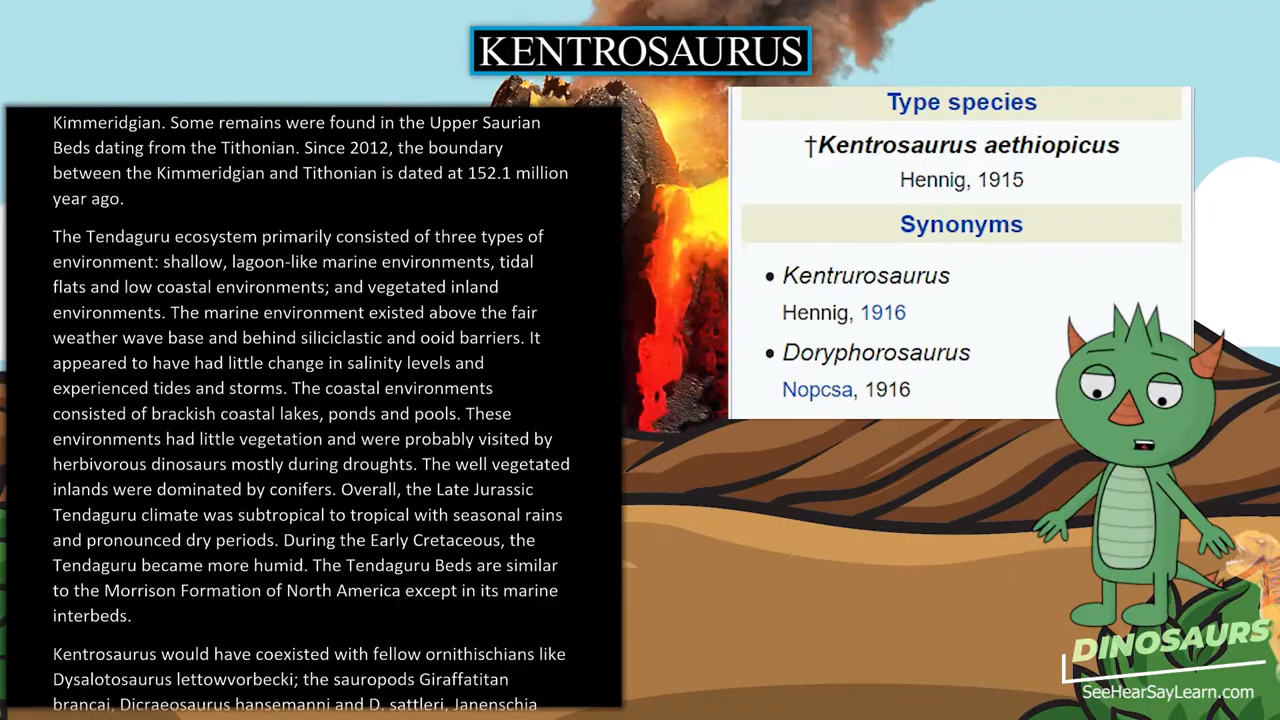 KENTROSAURUS
Kimmeridgian. Some remains were found in the Upper Saurian
Beds dating from the Tithonian. Since 2012, the boundary
between the Kimmeridgian and Tithonian is dated at 152.1 million
year ago.
The Tendaguru ecosystem primarily consisted of three types of
environment: shallow, lagoon-like marine environments, tidal
flats and low coastal environments; and vegetated inland
environments. The marine environment existed above the fair
weather wave base and behind siliciclastic and ooid barriers. It
appeared to have had little change in salinity levels and
experienced tides and storms. The coastal environments
consisted of brackish coastal lakes, ponds and pools. These
environments had little vegetation and were probably visited by
herbivorous dinosaurs mostly during droughts. The well vegetated
inlands were dominated by conifers. Overall, the Late Jurassic
Tendaguru climate was subtropical to tropical with seasonal rains
and pronounced dry periods. During the Early Cretaceous, the
Tendaguru became more humid. The Tendaguru Beds are similar
to the Morrison Formation of North America except in its marine
interbeds.
Kentrosaurus would have coexisted with fellow ornithischians like
Dysalotosaurus lettowvorbecki; the sauropods Giraffatitan
brancai, Dicraeosaurus hansemanni and D. sattleri, Janenschia
Type species
†Kentrosaurus aethiopicus
Hennig, 1915
Synonyms
• Kentrurosaurus
Hennig, 1916
• Doryphorosaurus
Nopcsa, 1916
DINOSAURS
SeeHearSayLearn.com